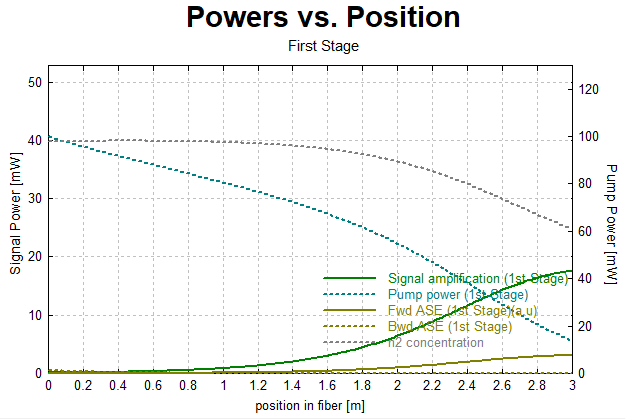 Powers vs. Position
First Stage
Signal Power [mW]
50
40
30
20
10
0
120
100
80
60
40
20
0
Pump Power [mW]
Signal amplification (1st Stage)
Pump power (1st Stage)
Fwd ASE (1st Stage)(a.u)
Bwd ASE (1st Stage)
n2 concentration
0 0.2 0.4 0.6 0.8 1 1.2 1.4 1.6 1.8 2 2.2 2.4 2.6 2.8 3
position in fiber [m]